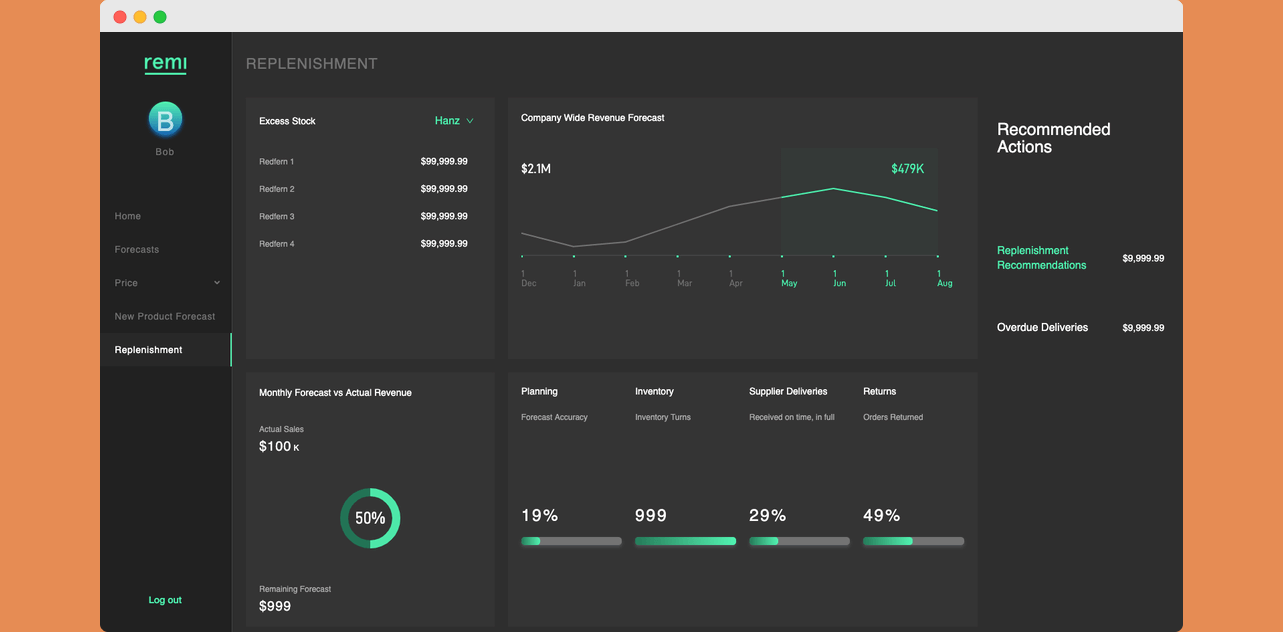 remi
B
Bob
Home
Forecasts
Price
New Product Forecast
Replenishment
Log out
REPLENISHMENT
Excess Stock
Hanz
Redfern 1 $99,999.99
Redfern 2 $99,999.99
Redfern 3 $99,999.99
Redfern 4 $99,999.99
Company Wide Revenue Forecast
$2.1M
$479K
1 1 1 1 1 1 1 1 1
Dec Jan Feb Mar Apr May Jun Jul Aug
Recommended
Actions
Replenishment
Recommendations
$9,999.99
Overdue Deliveries $9,999.99
Monthly Forecast vs Actual Revenue
Actual Sales
$100 K
50%
Remaining Forecast
$999
Planning Inventory Supplier Deliveries Returns
Forecast Accuracy Inventory Turns Received on time, in full Orders Returned
19% 999 29% 49%